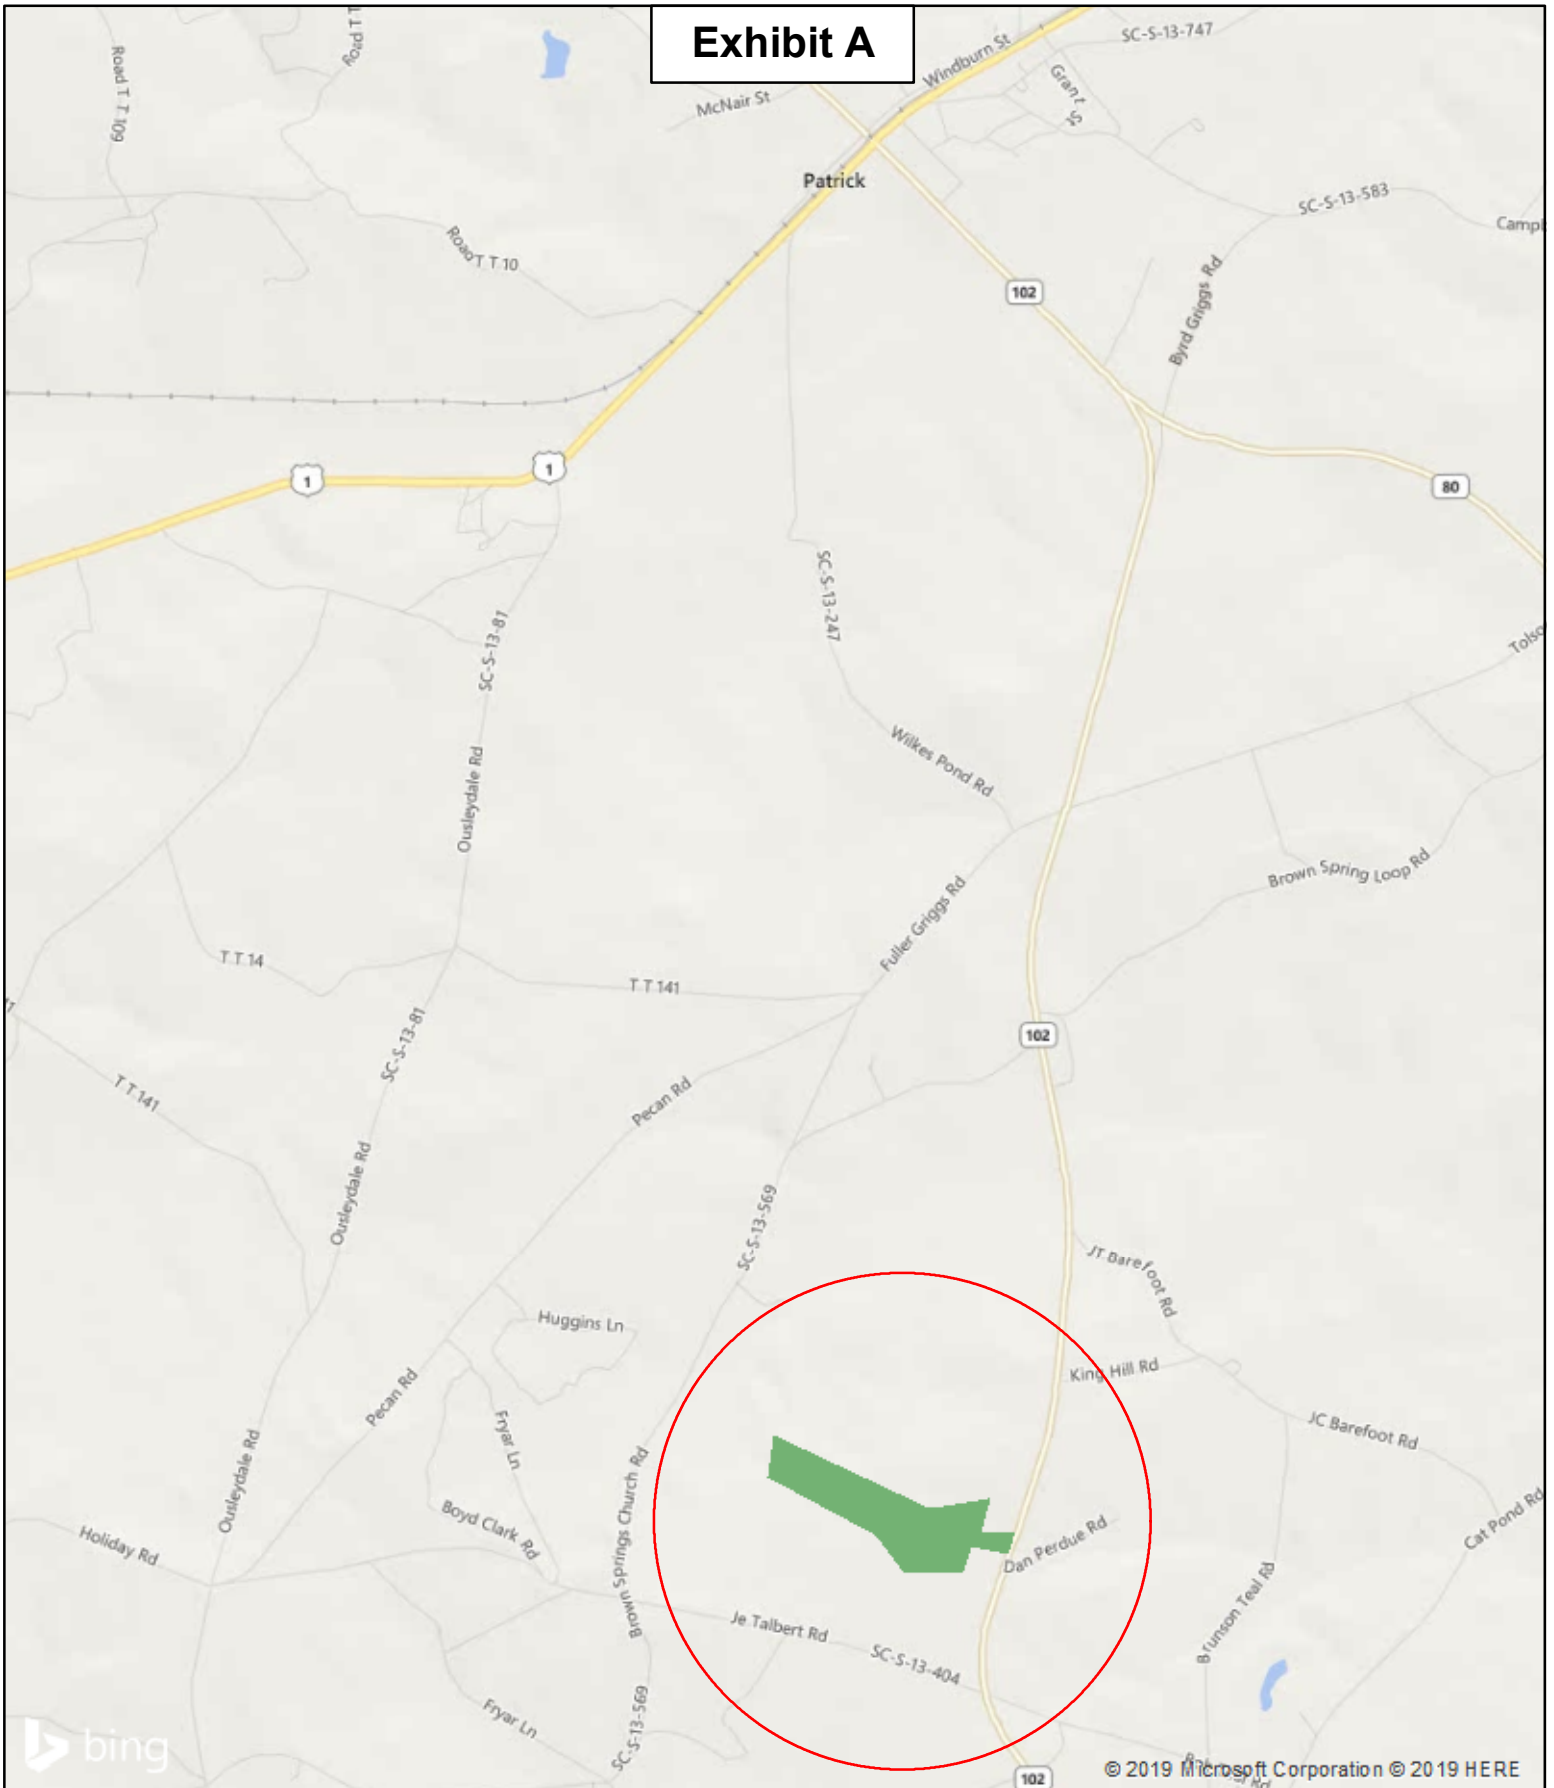 Exhibit A
Windburn St
SC-S-13-747
McNair St
Grant St
Road T T 109
Road T T
Patrick
SC-S-13-583
Campb
Road T T 10
102
Byrd Griggs Rd
1
1
80
SC-S-13-247
SC-S-13-81
Tolso
Wilkes Pond Rd
Ousleydale Rd
Brown Spring Loop Rd
Fuller Griggs Rd
T T 14
T T 141
SC-S-13-81
102
T T 141
Pecan Rd
Ousleydale Rd
SC-S-13-569
JT Barefoot Rd
Huggins Ln
King Hill Rd
Pecan Rd
JC Barefoot Rd
Fryar Ln
Ousleydale Rd
Brown Springs Church Rd
Boyd Clark Rd
Holiday Rd
Dan Perdue Rd
Cat Pond Rd
Brunson Teal Rd
Je Talbert Rd
SC-S-13-404
Fryar Ln
SC-S-13-569
bing
102
© 2019 Microsoft Corporation © 2019 HERE